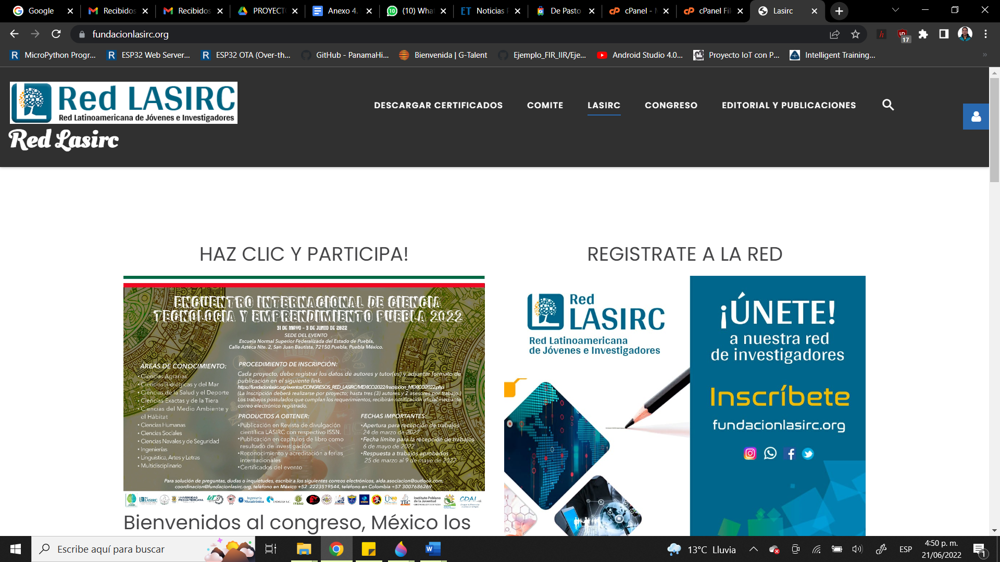 Google
Recibidos
Recibidos
PROYECT
Anexo 4.
(10) Wha
Noticias
De Pasto
cPanel -
cPanel Fil
Lasirc
fundacionlasirc.org
17
MicroPython Progr...
ESP32 Web Server...
ESP32 OTA (Over-th...
GitHub - PanamaHi...
Bienvenida | G-Talent
Ejemplo_FIR_IIR/Eje...
Android Studio 4.0...
Proyecto IoT con P...
Intelligent Training...
Red LASIRC
Red Latinoamericana de Jóvenes e Investigadores
Red Lasirc
DESCARGAR CERTIFICADOS
COMITE
LASIRC
CONGRESO
EDITORIAL Y PUBLICACIONES
HAZ CLIC Y PARTICIPA!
ENCUENTRO INTERNACIONAL DE CIENCIA
TECNOLOGIA Y EMPRENDIMIENTO PUEBLA 2022
31 DE MAYO - 3 DE JUNIO DE 2022
SEDE DEL EVENTO
Escuela Normal Superior Federalizada del Estado de Puebla,
Calle Azteca Nte. 2, San Juan Bautista, 72150 Puebla, Puebla México.
ÁREAS DE CONOCIMIENTO:
• Ciencias Agrarias
• Ciencias Biológicas y del Mar
• Ciencias de la Salud y el Deporte
• Ciencias Exactas y de la Tiera
• Ciencias del Medio Ambiente y
el Hábitat
• Ciencias Humanas
• Ciencias Sociales
• Ciencias Navales y de Seguridad
• Ingenierías
• Linguística, Artes y Letras
• Multidisciplinario
PROCEDIMIENTO DE INSCRIPCIÓN:
Cada proyecto, debe registrar los datos de autores y tutor(es) y adjuntar formato de
publicación en el siguiente link.
https://fundacionlasirc.org/eventos/CONGRESOS_RED_LASIRC/MEXICO2022/Inscripcion_MEXICO2022.php
(La Inscripción deberá realizarse por proyecto; hasta tres (3) autores y 2 asesores por trabajo.)
Los trabajos postulados que cumplan los requerimientos, recibirán notificación oficial mediante
correo electrónico registrado.
PRODUCTOS A OBTENER:
•Publicación en Revista de divulgación
científica LASIRC con respectivo ISSN.
•Publicación en capítulos de libro como
resultado de investigación.
•Reconocimiento y acreditación a ferias
internacionales
•Certificados del evento
FECHAS IMPORTANTES:
•Apertura para recepción de trabajos
24 de marzo de 2022
•Fecha límite para la recepción de trabajos
6 de mayo de 2022
•Respuesta a trabajos aprobados
25 de marzo al 9 de mayo de 2022
Para solución de preguntas, dudas o inquietudes, escribir a los siguientes correos electrónicos, aida.asociacion@outlook.com,
coordinacion@fundacionlasirc.org, teléfono en México +52 2223519544, teléfono en Colombia +57 3007686269.
Bienvenidos al congreso, México los
REGISTRATE A LA RED
Red
LASIRC
Red Latinoamericana
de Jóvenes e Investigadores
¡ÚNETE!
a nuestra red
de investigadores
Inscríbete
fundacionlasirc.org
Escribe aquí para buscar
13°C Lluvia
ESP
4:50 p. m.
21/06/2022
1